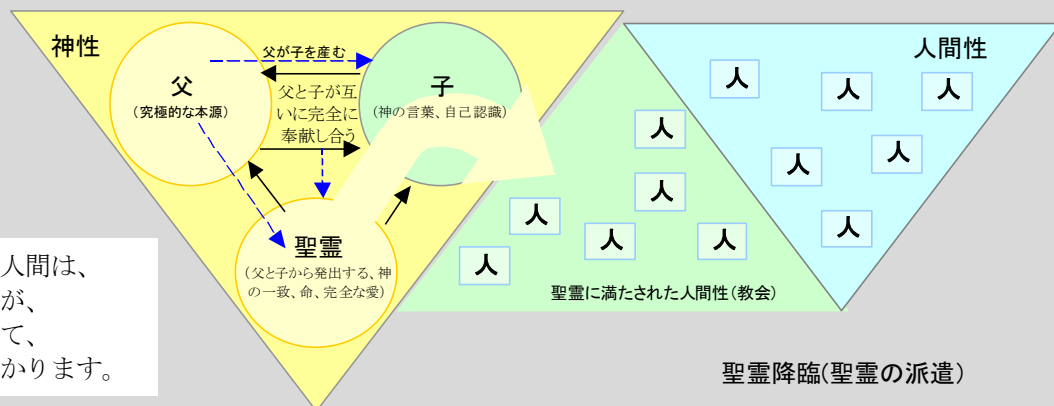 神性
父が子を産む
父
(究極的な本源)
父と子が互
いに完全に
奉献し合う
子
(神の言葉、自己認識)
聖霊
(父と子から発出する、神
の一致、命、完全な愛)
人間性
人
人
人
人
人
人
人
人
人
人
人
人
聖霊に満たされた人間性(教会)
人間は、
が、
て、
かります。
聖霊降臨(聖霊の派遣)